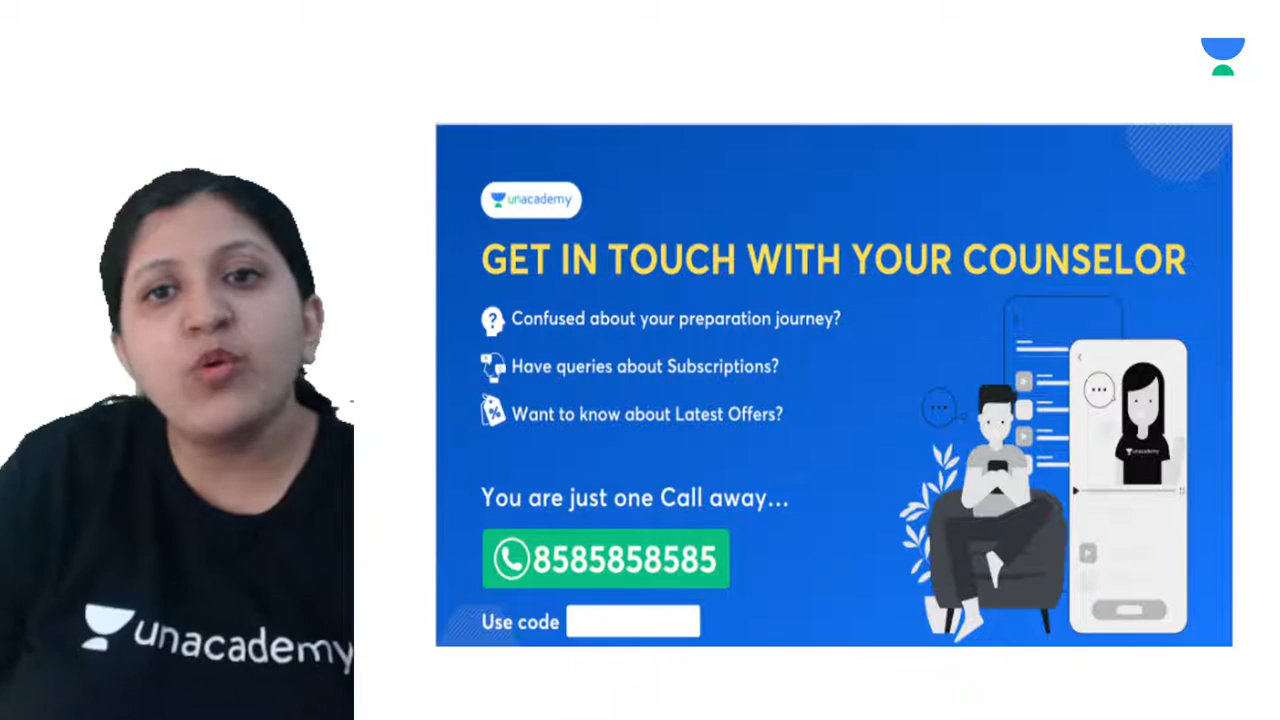 unacademy
GET IN TOUCH WITH YOUR COUNSELOR
Confused about your preparation journey?
Have queries about Subscriptions?
Want to know about Latest Offers?
You are just one Call away...
8585858585
Use code
unacademy
unacademy